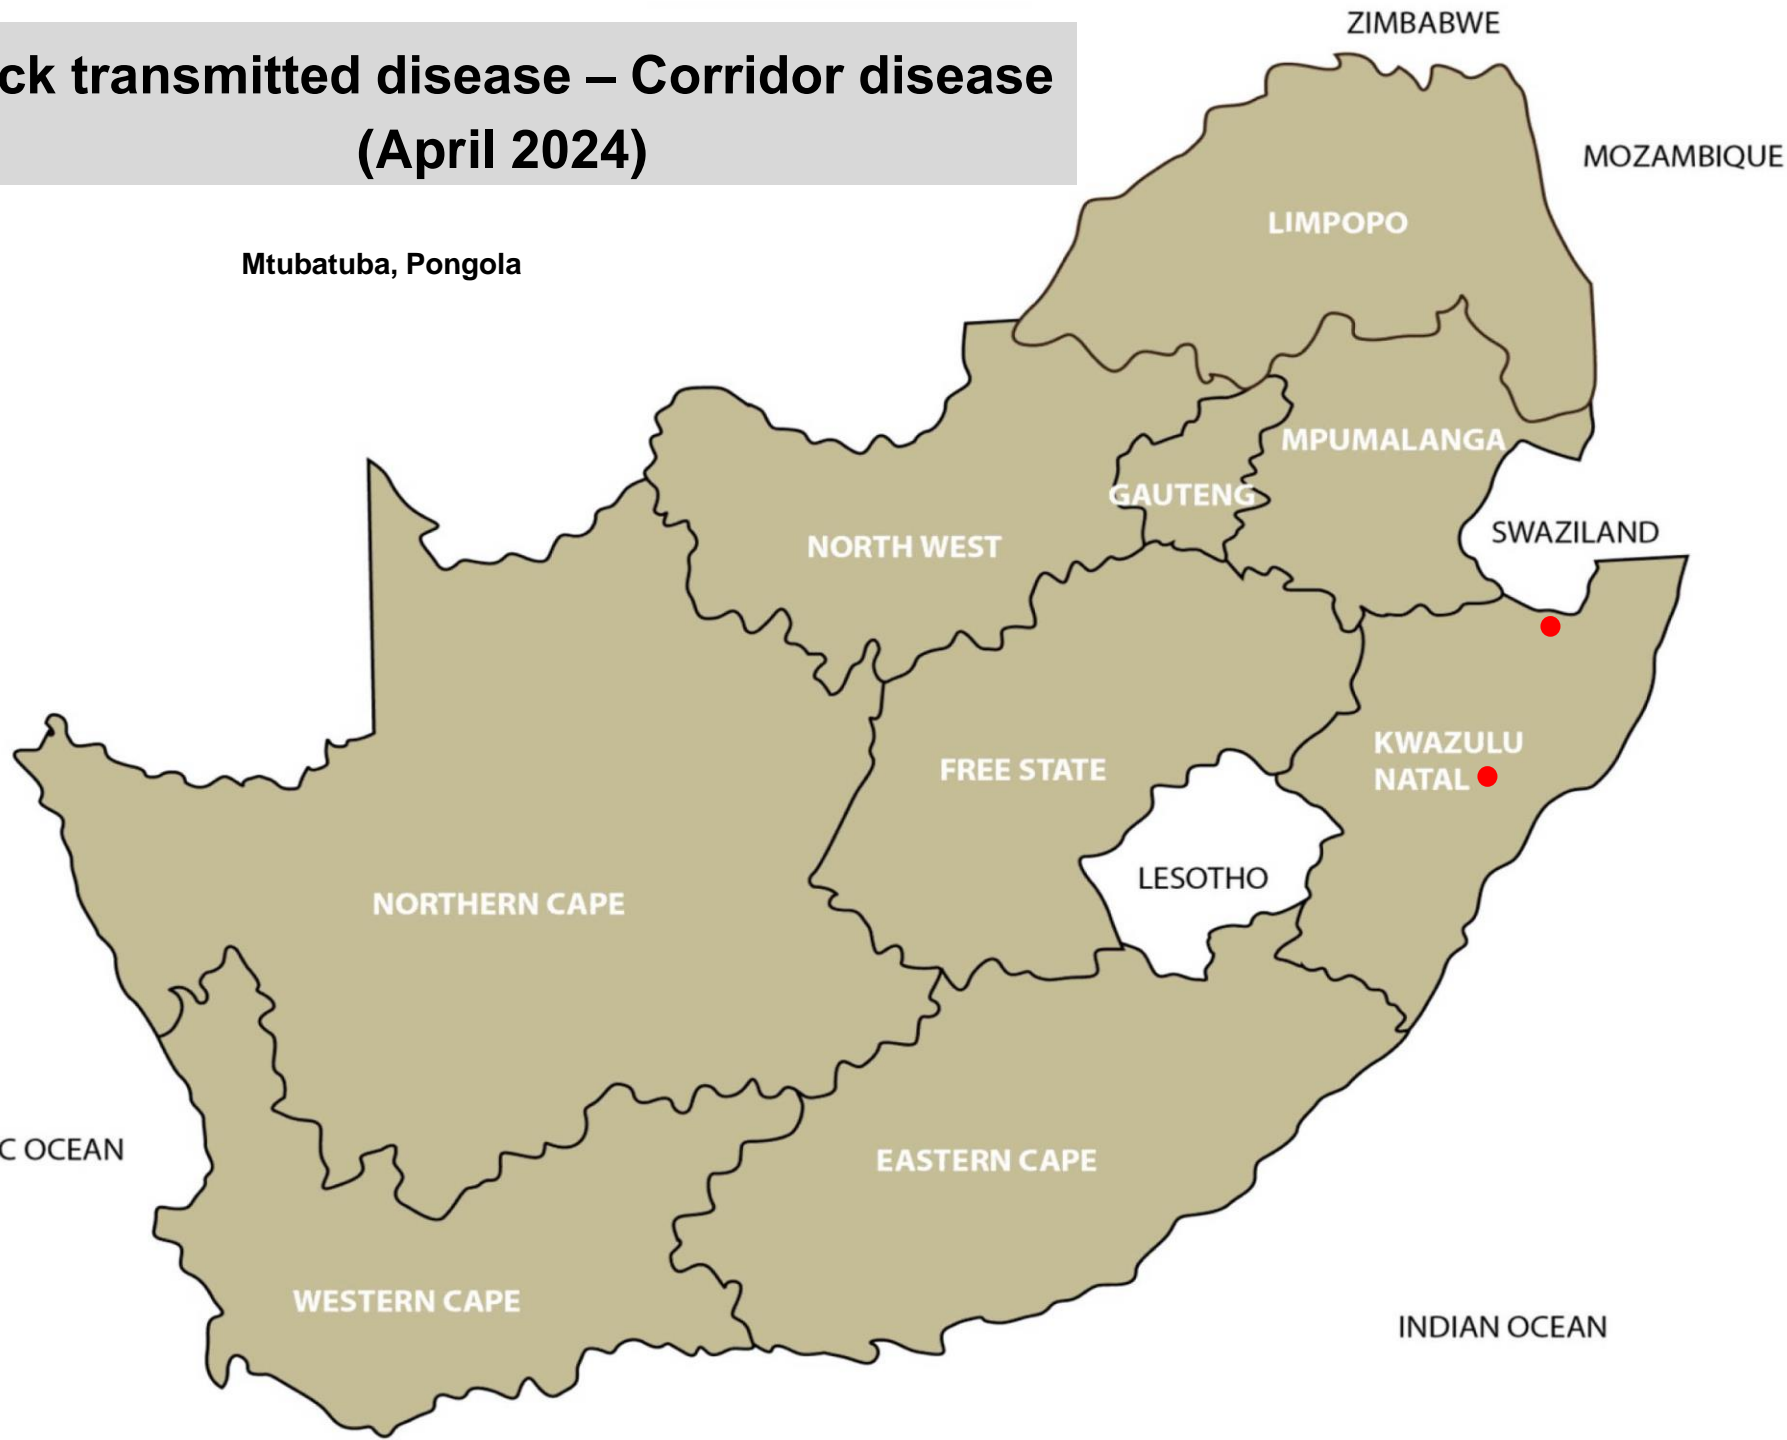 ck transmitted disease – Corridor disease
(April 2024)
Mtubatuba, Pongola
ZIMBABWE
MOZAMBIQUE
LIMPOPO
MPUMALANGA
GAUTENG
NORTH WEST
SWAZILAND
KWAZULU
NATAL
FREE STATE
LESOTHO
NORTHERN CAPE
C OCEAN
EASTERN CAPE
WESTERN CAPE
INDIAN OCEAN